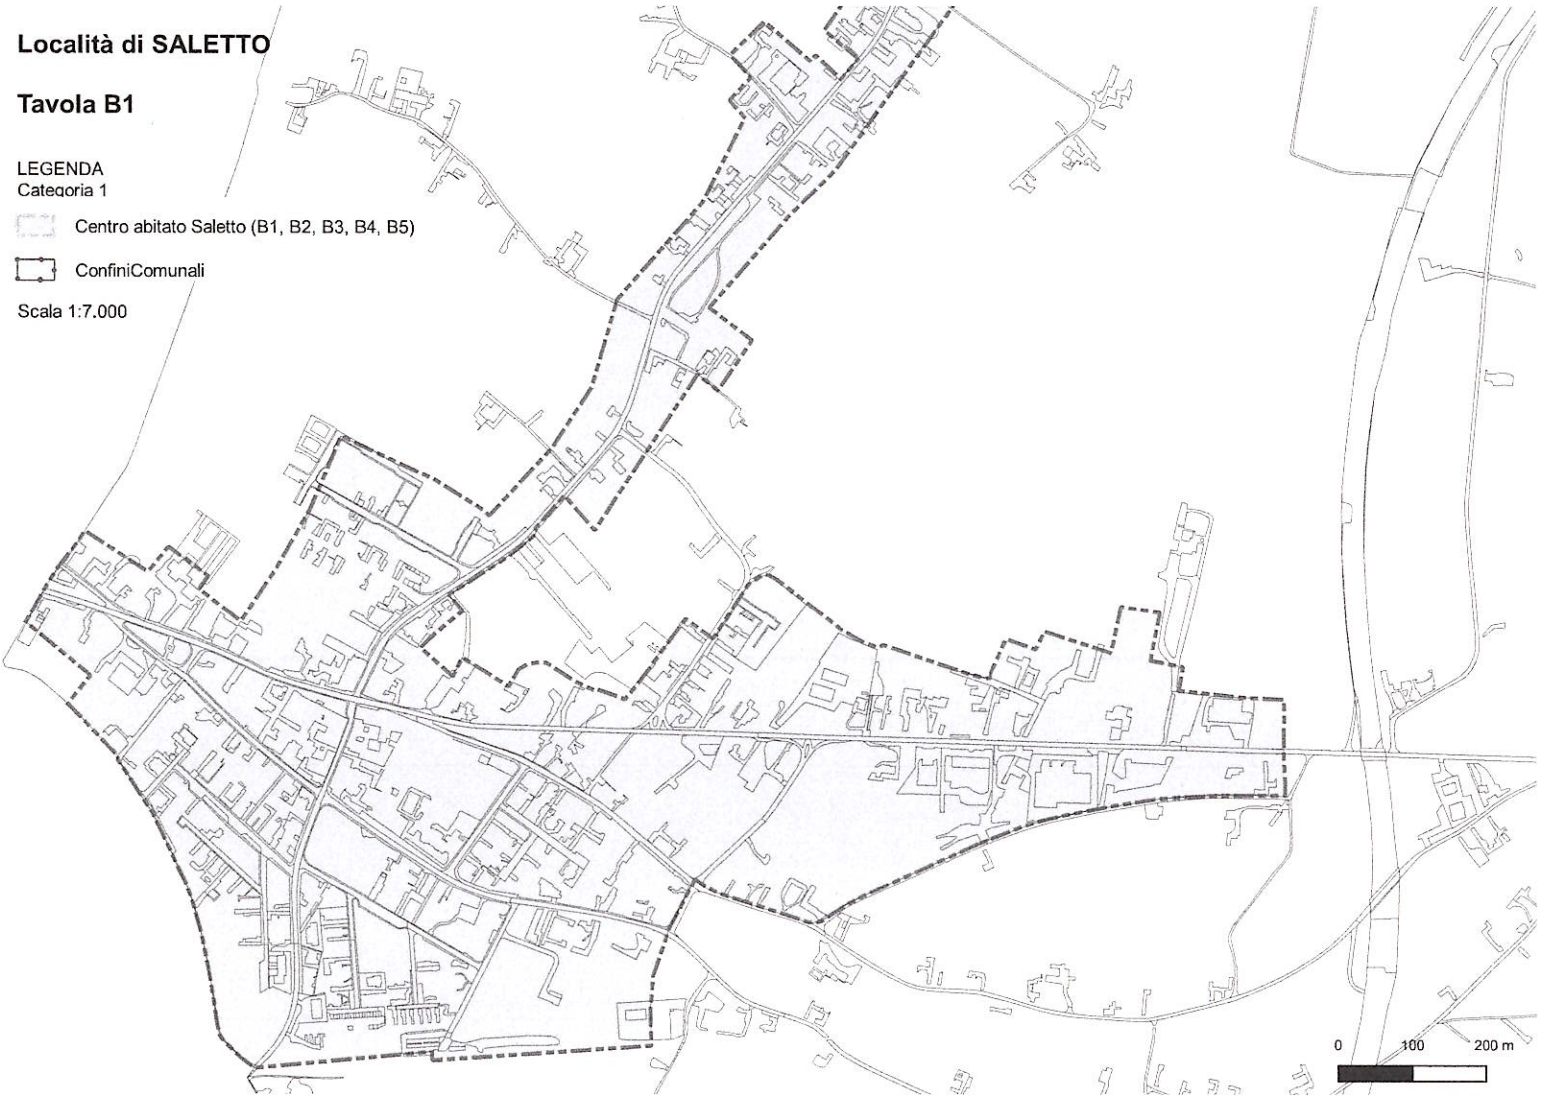 Località di SALETTO
Tavola B1
LEGENDA
Categoria 1
Centro abitato Saletto (B1, B2, B3, B4, B5)
ConfiniComunali
Scala 1:7.000
0 100 200 m